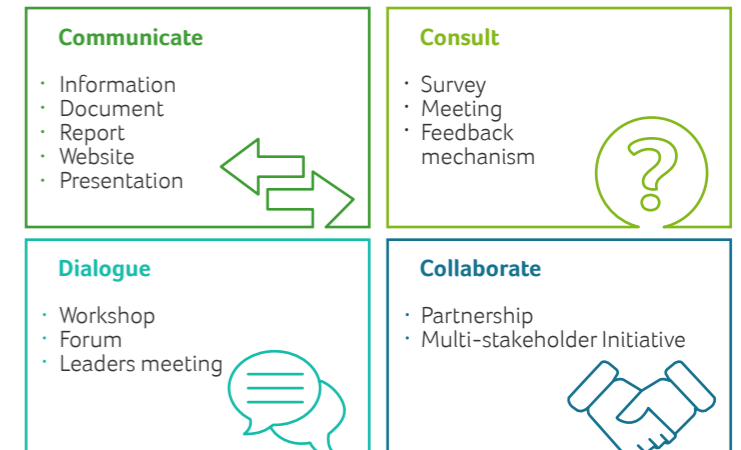 Communicate
· Information
· Document
· Report
· Website
· Presentation
Consult
· Survey
· Meeting
· Feedback
mechanism
?
Dialogue
· Workshop
· Forum
· Leaders meeting
Collaborate
· Partnership
· Multi-stakeholder Initiative